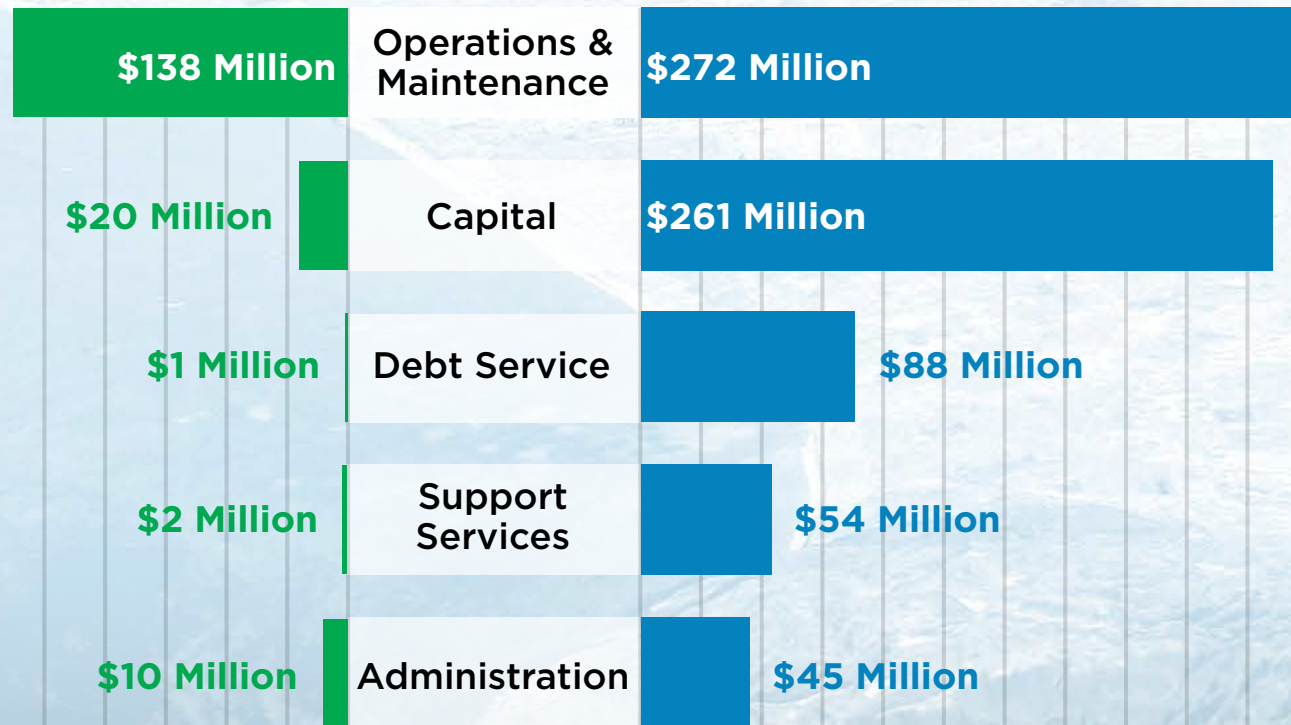 $138 Million
Operations &
Maintenance
$272 Million
$20 Million
Capital
$261 Million
$1 Million
Debt Service
$88 Million
$2 Million
Support
Services
$54 Million
$10 Million
Administration
$45 Million